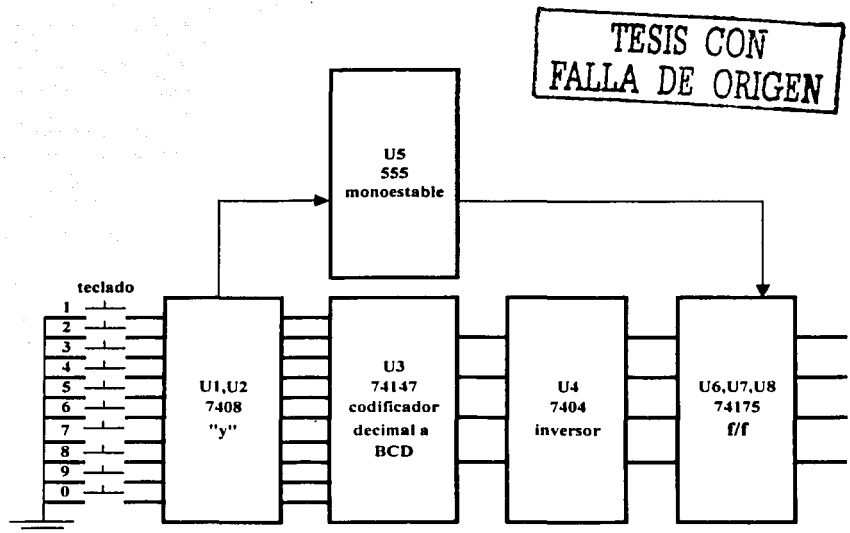 TESIS CON
FALLA DE ORIGEN
U5
555
monoestable
teclado
1
2
3
4
5
6
7
8
9
0
U1,U2
7408
"y"
U3
74147
codificador
decimal a
BCD
U4
7404
inversor
U6,U7,U8
74175
f/f